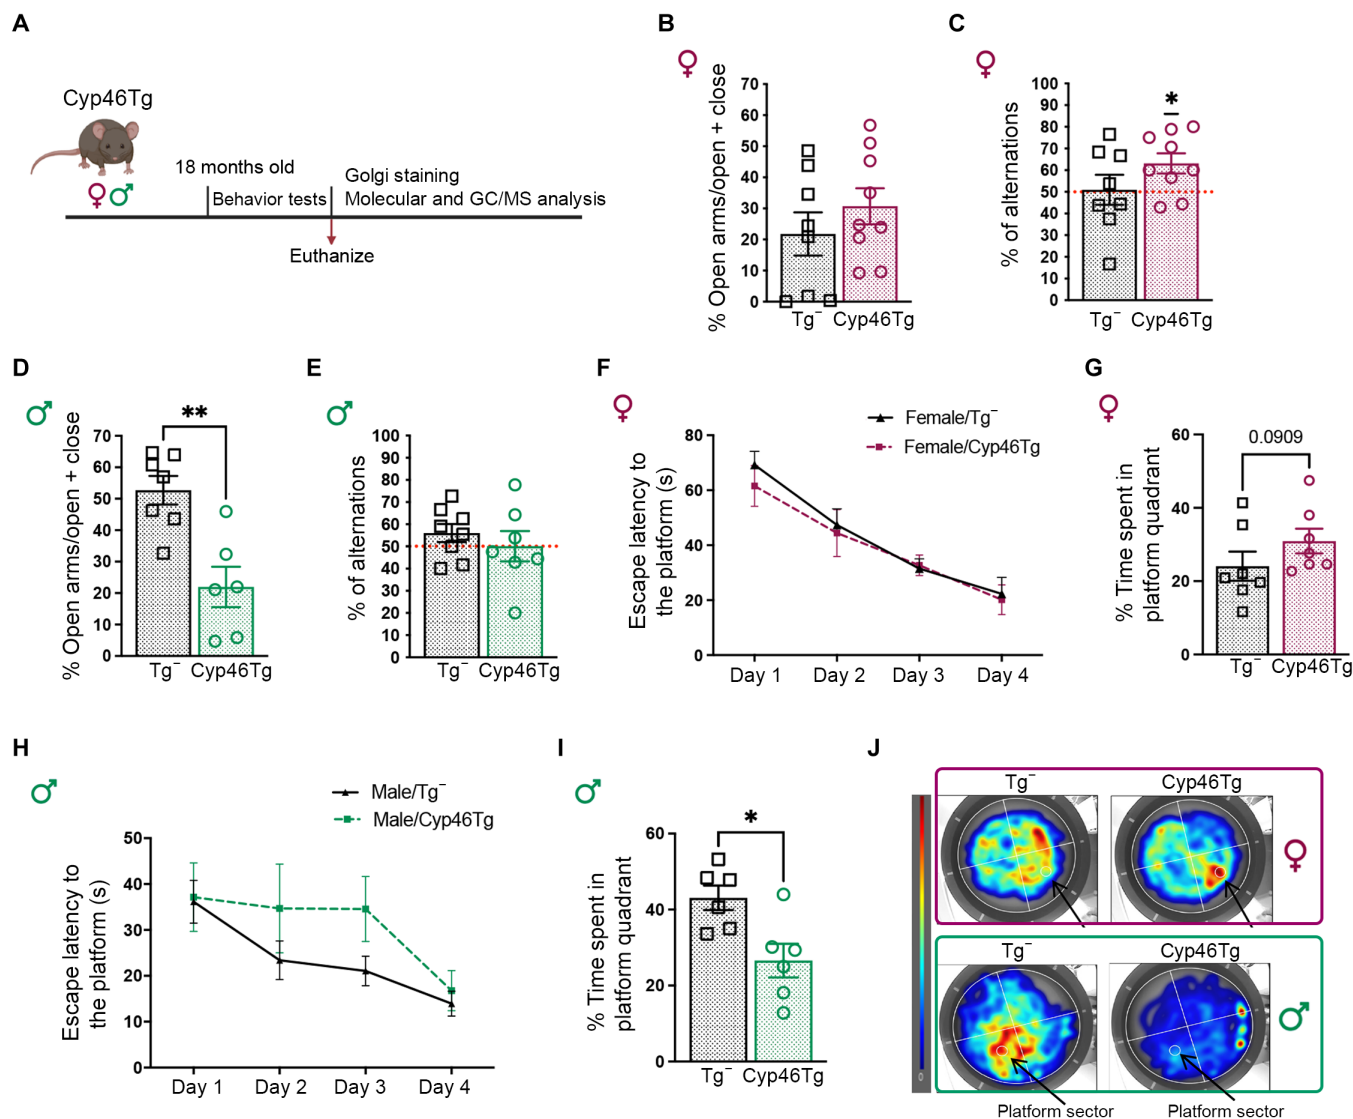 A
Cyp46Tg
♀ ♂
18 months old
Behavior tests
Golgi staining
Molecular and GC/MS analysis
Euthanize
B
♀
% Open arms/open + close
70
60
50
40
30
20
10
0
Tg⁻ Cyp46Tg
C
♀
% of alternations
100
90
80
70
60
50
40
30
20
10
0
*
Tg⁻ Cyp46Tg
D
♂
% Open arms/open + close
70
60
50
40
30
20
10
0
**
Tg⁻ Cyp46Tg
E
♂
% of alternations
100
90
80
70
60
50
40
30
20
10
0
Tg⁻ Cyp46Tg
F
♀
Female/Tg⁻
Female/Cyp46Tg
Escape latency to
the platform (s)
80
60
40
20
0
Day 1 Day 2 Day 3 Day 4
G
♀
% Time spent in
platform quadrant
60
40
20
0
0.0909
Tg⁻ Cyp46Tg
H
♂
Male/Tg⁻
Male/Cyp46Tg
Escape latency to
the platform (s)
50
40
30
20
10
0
Day 1 Day 2 Day 3 Day 4
I
♂
% Time spent in
platform quadrant
60
40
20
0
*
Tg⁻ Cyp46Tg
J
Tg⁻ Cyp46Tg
♀
Tg⁻ Cyp46Tg
♂
0
Platform sector Platform sector